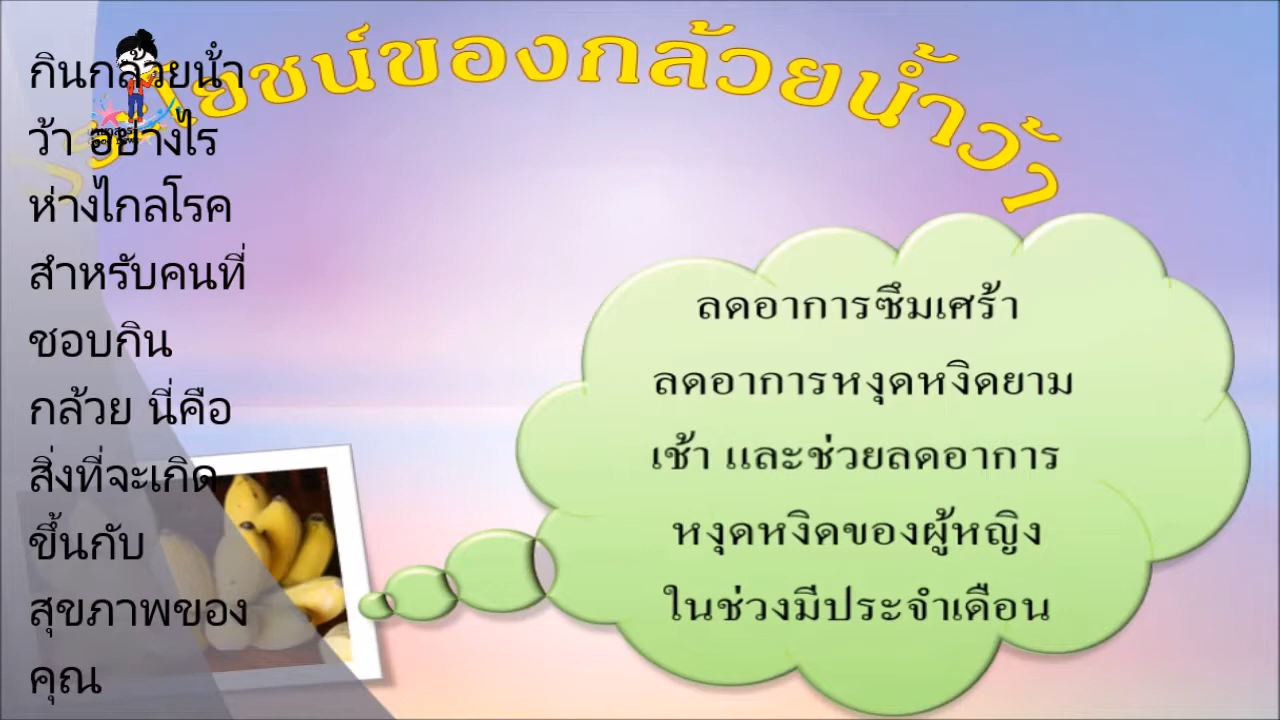 ประโยชน์ของกล้วยน้ำว้า
กินกล้วยน้ำ
ว้า อย่างไร
ห่างไกลโรค
สำหรับคนที่
ชอบกิน
กล้วย นี่คือ
สิ่งที่จะเกิด
ขึ้นกับ
สุขภาพของ
คุณ
ลดอาการซึมเศร้า
ลดอาการหงุดหงิดยาม
เช้า และช่วยลดอาการ
หงุดหงิดของผู้หญิง
ในช่วงมีประจำเดือน